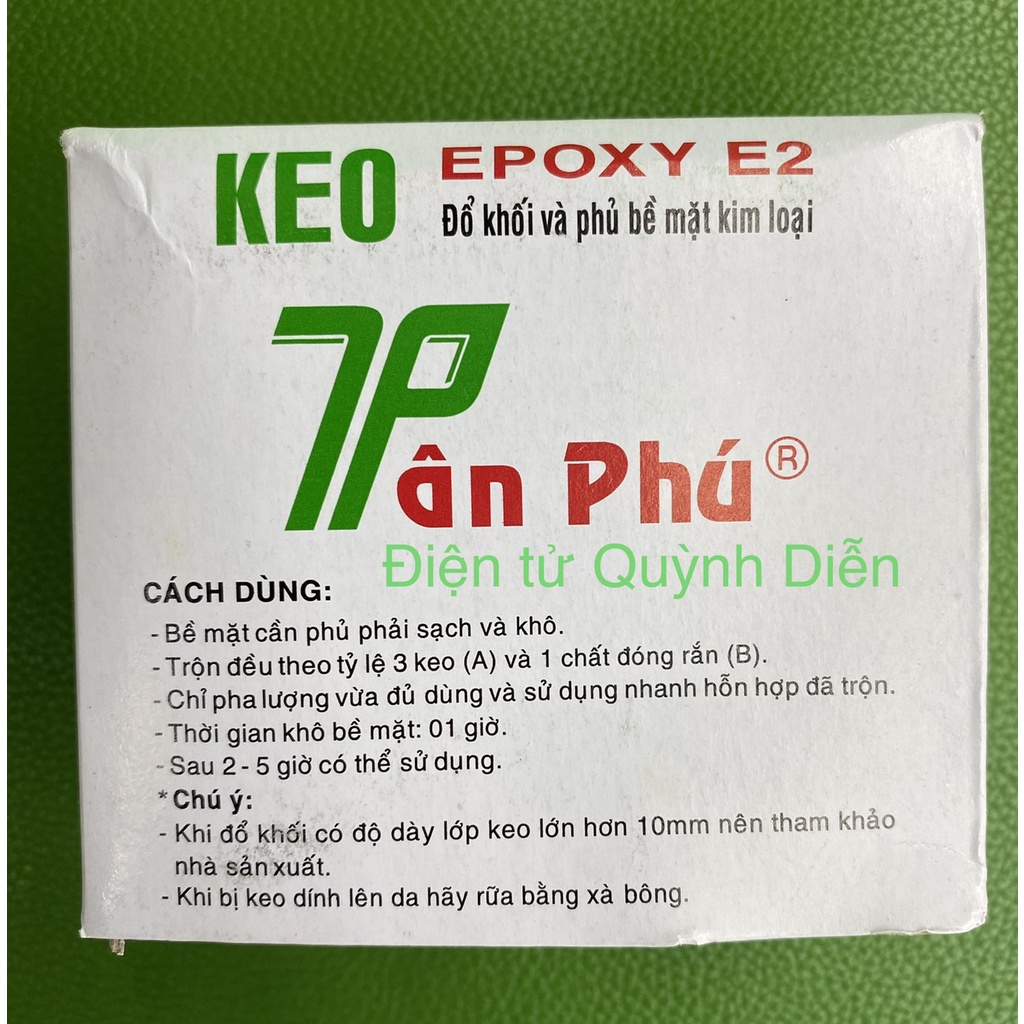 KEO EPOXY E2
Đổ khối và phủ bề mặt kim loại
TP ân Phú ®
Điện tử Quỳnh Diễn
CÁCH DÙNG:
- Bề mặt cần phủ phải sạch và khô.
- Trộn đều theo tỷ lệ 3 keo (A) và 1 chất đóng rắn (B).
- Chỉ pha lượng vừa đủ dùng và sử dụng nhanh hỗn hợp đã trộn.
- Thời gian khô bề mặt: 01 giờ.
- Sau 2 - 5 giờ có thể sử dụng.
* Chú ý:
- Khi đổ khối có độ dày lớp keo lớn hơn 10mm nên tham khảo
nhà sản xuất.
- Khi bị keo dính lên da hãy rữa bằng xà bông.